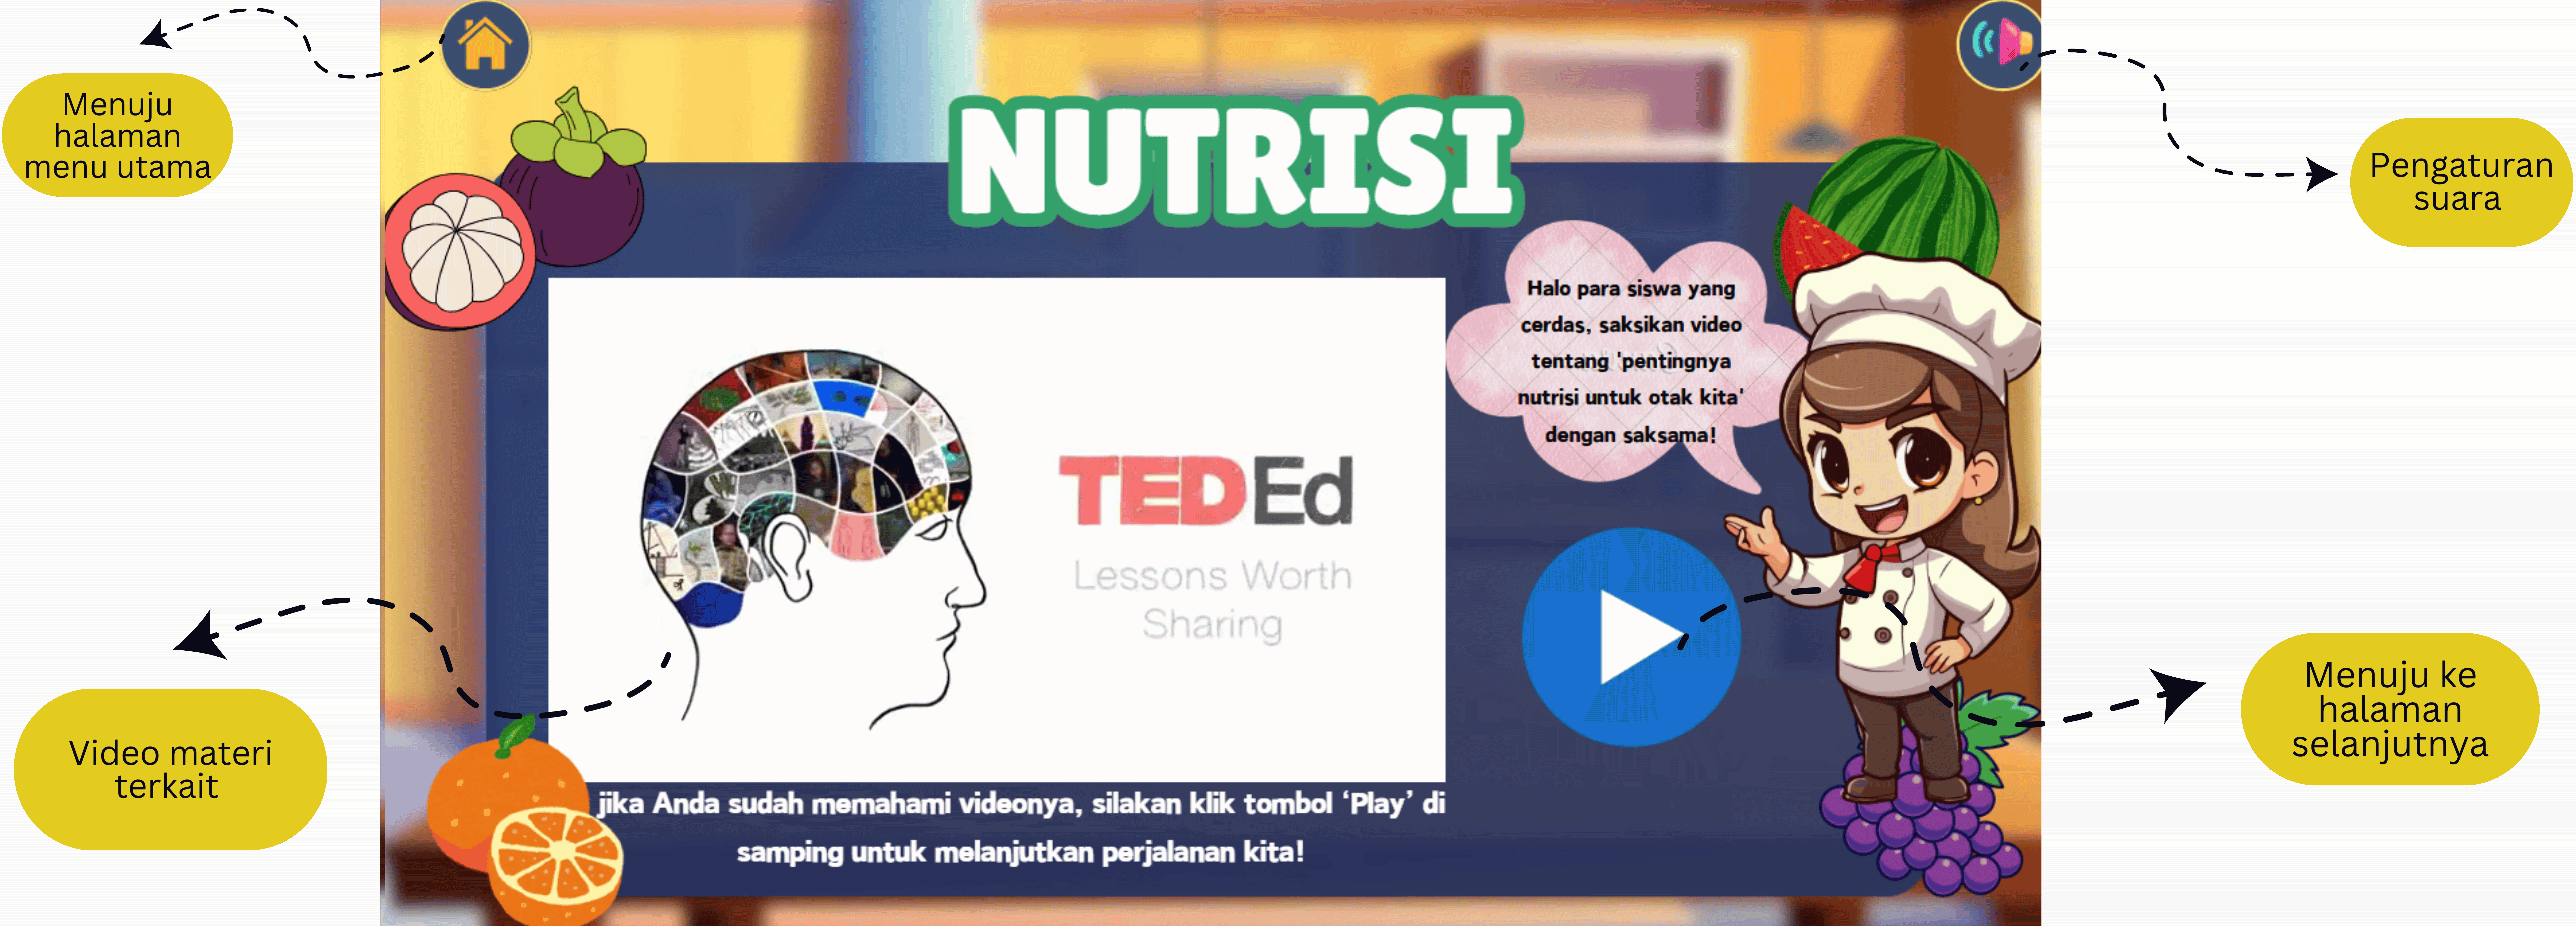 Menuju
halaman
menu utama
NUTRISI
Pengaturan
suara
Halo para siswa yang
cerdas, saksikan video
tentang 'pentingnya
nutrisi untuk otak kita'
dengan saksama!
TEDEd
Lessons Worth
Sharing
Video materi
terkait
Menuju ke
halaman
selanjutnya
jika Anda sudah memahami videonya, silakan klik tombol ‘Play’ di
samping untuk melanjutkan perjalanan kita!